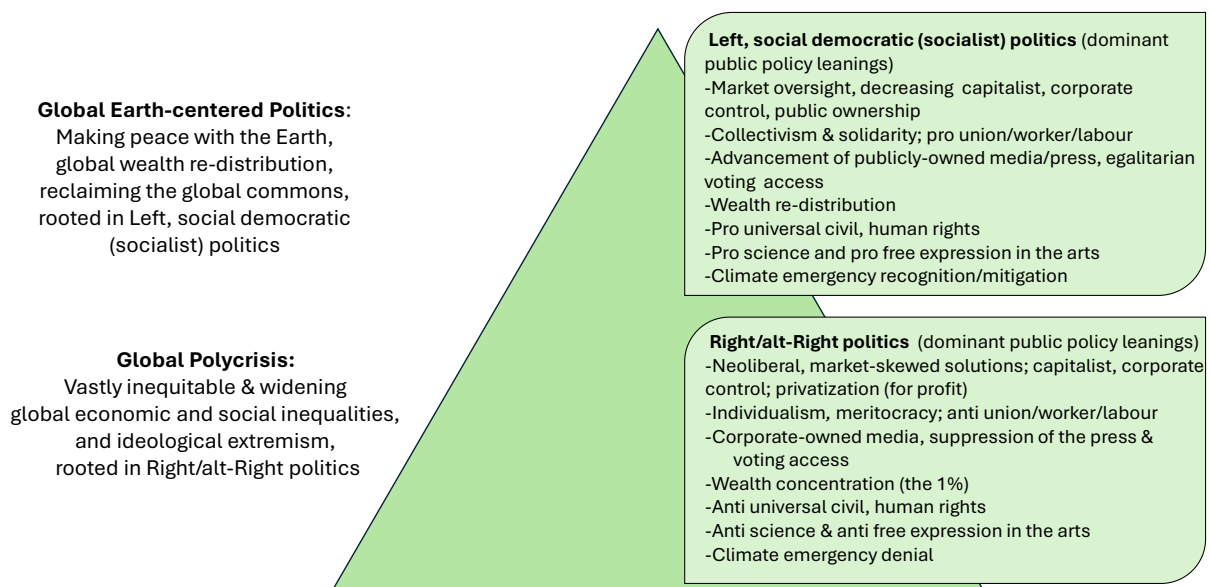 Global Earth-centered Politics:
Making peace with the Earth,
global wealth re-distribution,
reclaiming the global commons,
rooted in Left, social democratic
(socialist) politics
Left, social democratic (socialist) politics (dominant
public policy leanings)
-Market oversight, decreasing capitalist, corporate
control, public ownership
-Collectivism & solidarity; pro union/worker/labour
-Advancement of publicly-owned media/press, egalitarian
voting access
-Wealth re-distribution
-Pro universal civil, human rights
-Pro science and pro free expression in the arts
-Climate emergency recognition/mitigation
Global Polycrisis:
Vastly inequitable & widening
global economic and social inequalities,
and ideological extremism,
rooted in Right/alt-Right politics
Right/alt-Right politics (dominant public policy leanings)
-Neoliberal, market-skewed solutions; capitalist, corporate
control; privatization (for profit)
-Individualism, meritocracy; anti union/worker/labour
-Corporate-owned media, suppression of the press &
voting access
-Wealth concentration (the 1%)
-Anti universal civil, human rights
-Anti science & anti free expression in the arts
-Climate emergency denial